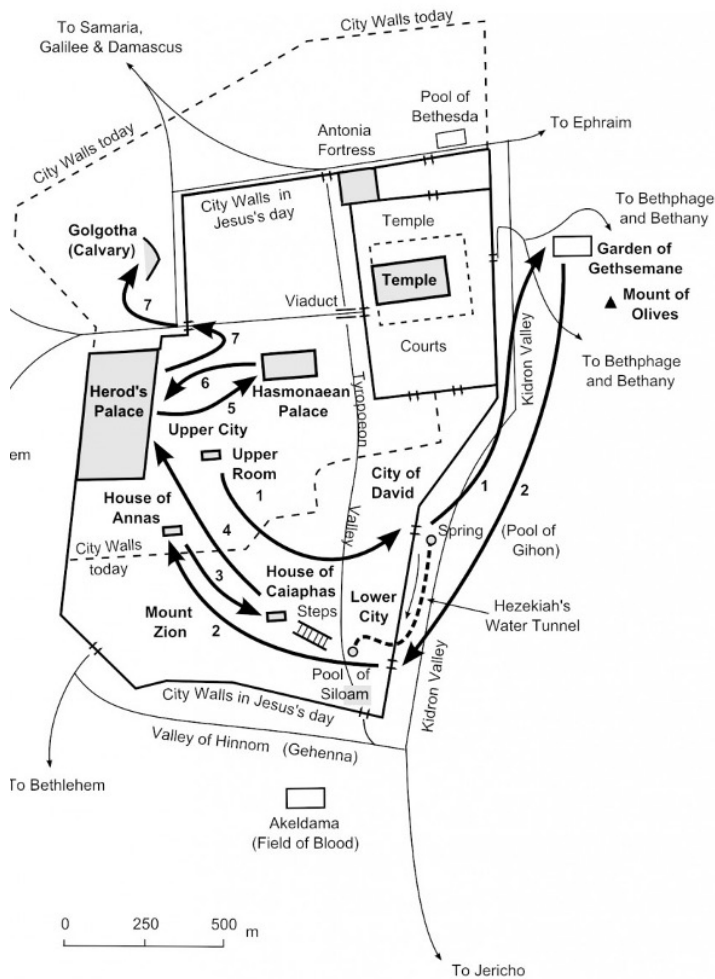 To Samaria,
Galilee & Damascus
City Walls today
Pool of
Bethesda
To Ephraim
Antonia
Fortress
City Walls today
City Walls in
Jesus's day
Temple
To Bethphage
and Bethany
Golgotha
(Calvary)
Garden of
Gethsemane
Temple
Mount of
Olives
Viaduct
7
7
Courts
Kidron Valley
To Bethphage
and Bethany
Herod's
Palace
6
5
Hasmonaean
Palace
Tyropoeon
Valley
Upper City
em
Upper
Room
1
City of
David
1
2
House of
Annas
4
Spring
(Pool of
Gihon)
City Walls
today
3
House of
Caiaphas
Steps
Lower
City
Hezekiah's
Water Tunnel
Mount
Zion
2
Pool of
Siloam
Kidron Valley
City Walls in Jesus's day
Valley of Hinnom (Gehenna)
To Bethlehem
Akeldama
(Field of Blood)
0 250 500 m
To Jericho